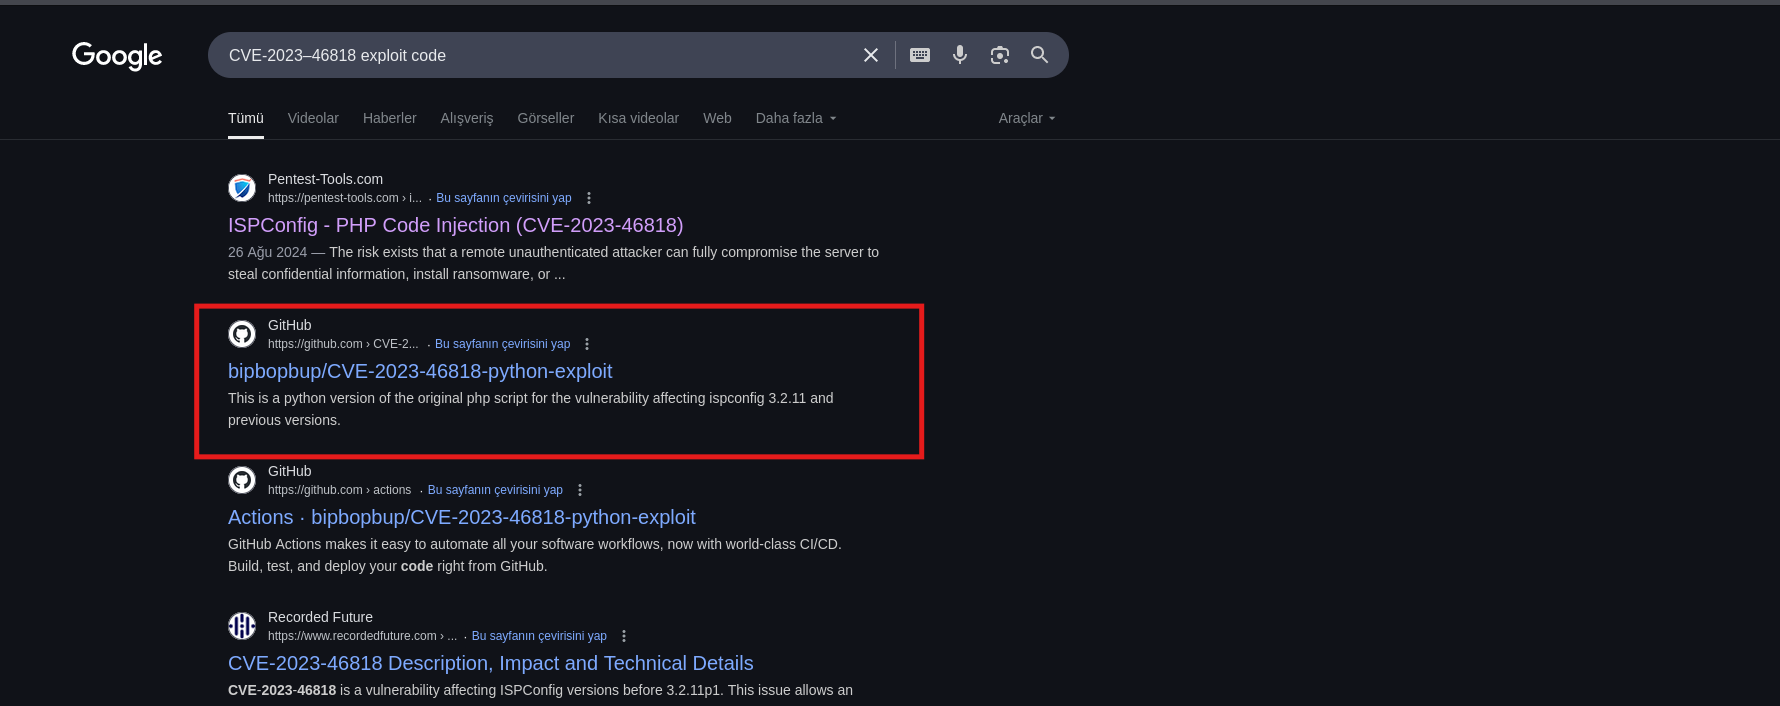 Google
CVE-2023–46818 exploit code
Tümü Videolar Haberler Alışveriş Görseller Kısa videolar Web Daha fazla Araçlar
Pentest-Tools.com
https://pentest-tools.com › i... · Bu sayfanın çevirisini yap
ISPConfig - PHP Code Injection (CVE-2023-46818)
26 Ağu 2024 — The risk exists that a remote unauthenticated attacker can fully compromise the server to
steal confidential information, install ransomware, or ...
GitHub
https://github.com › CVE-2... · Bu sayfanın çevirisini yap
bipbopbup/CVE-2023-46818-python-exploit
This is a python version of the original php script for the vulnerability affecting ispconfig 3.2.11 and
previous versions.
GitHub
https://github.com › actions · Bu sayfanın çevirisini yap
Actions · bipbopbup/CVE-2023-46818-python-exploit
GitHub Actions makes it easy to automate all your software workflows, now with world-class CI/CD.
Build, test, and deploy your code right from GitHub.
Recorded Future
https://www.recordedfuture.com › ... · Bu sayfanın çevirisini yap
CVE-2023-46818 Description, Impact and Technical Details
CVE-2023-46818 is a vulnerability affecting ISPConfig versions before 3.2.11p1. This issue allows an